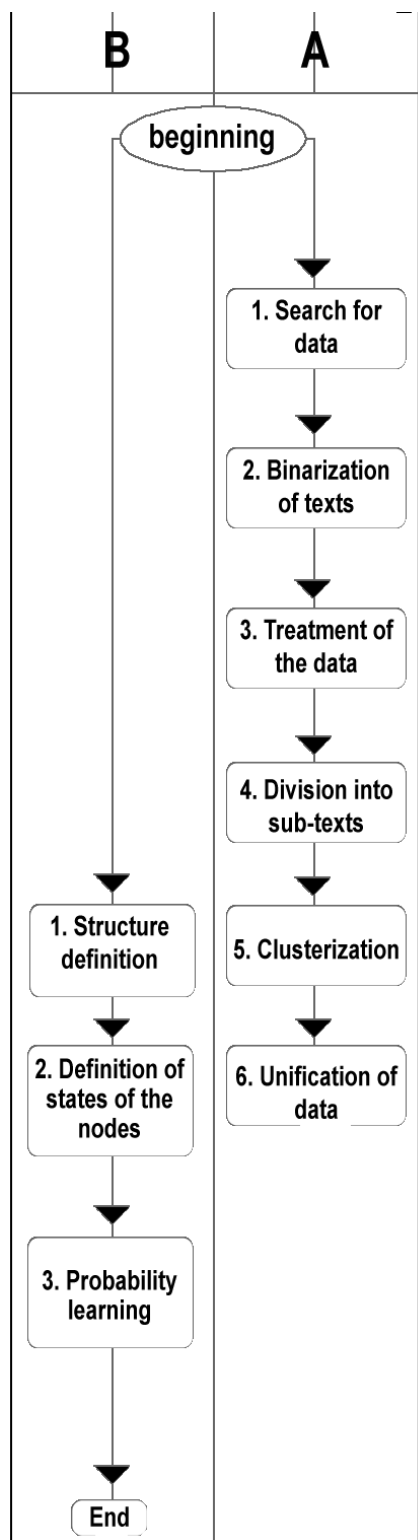 B
A
beginning
1. Search for
data
2. Binarization
of texts
3. Treatment of
the data
4. Division into
sub-texts
1. Structure
definition
5. Clusterization
2. Definition of
states of the
nodes
6. Unification of
data
3. Probability
learning
End